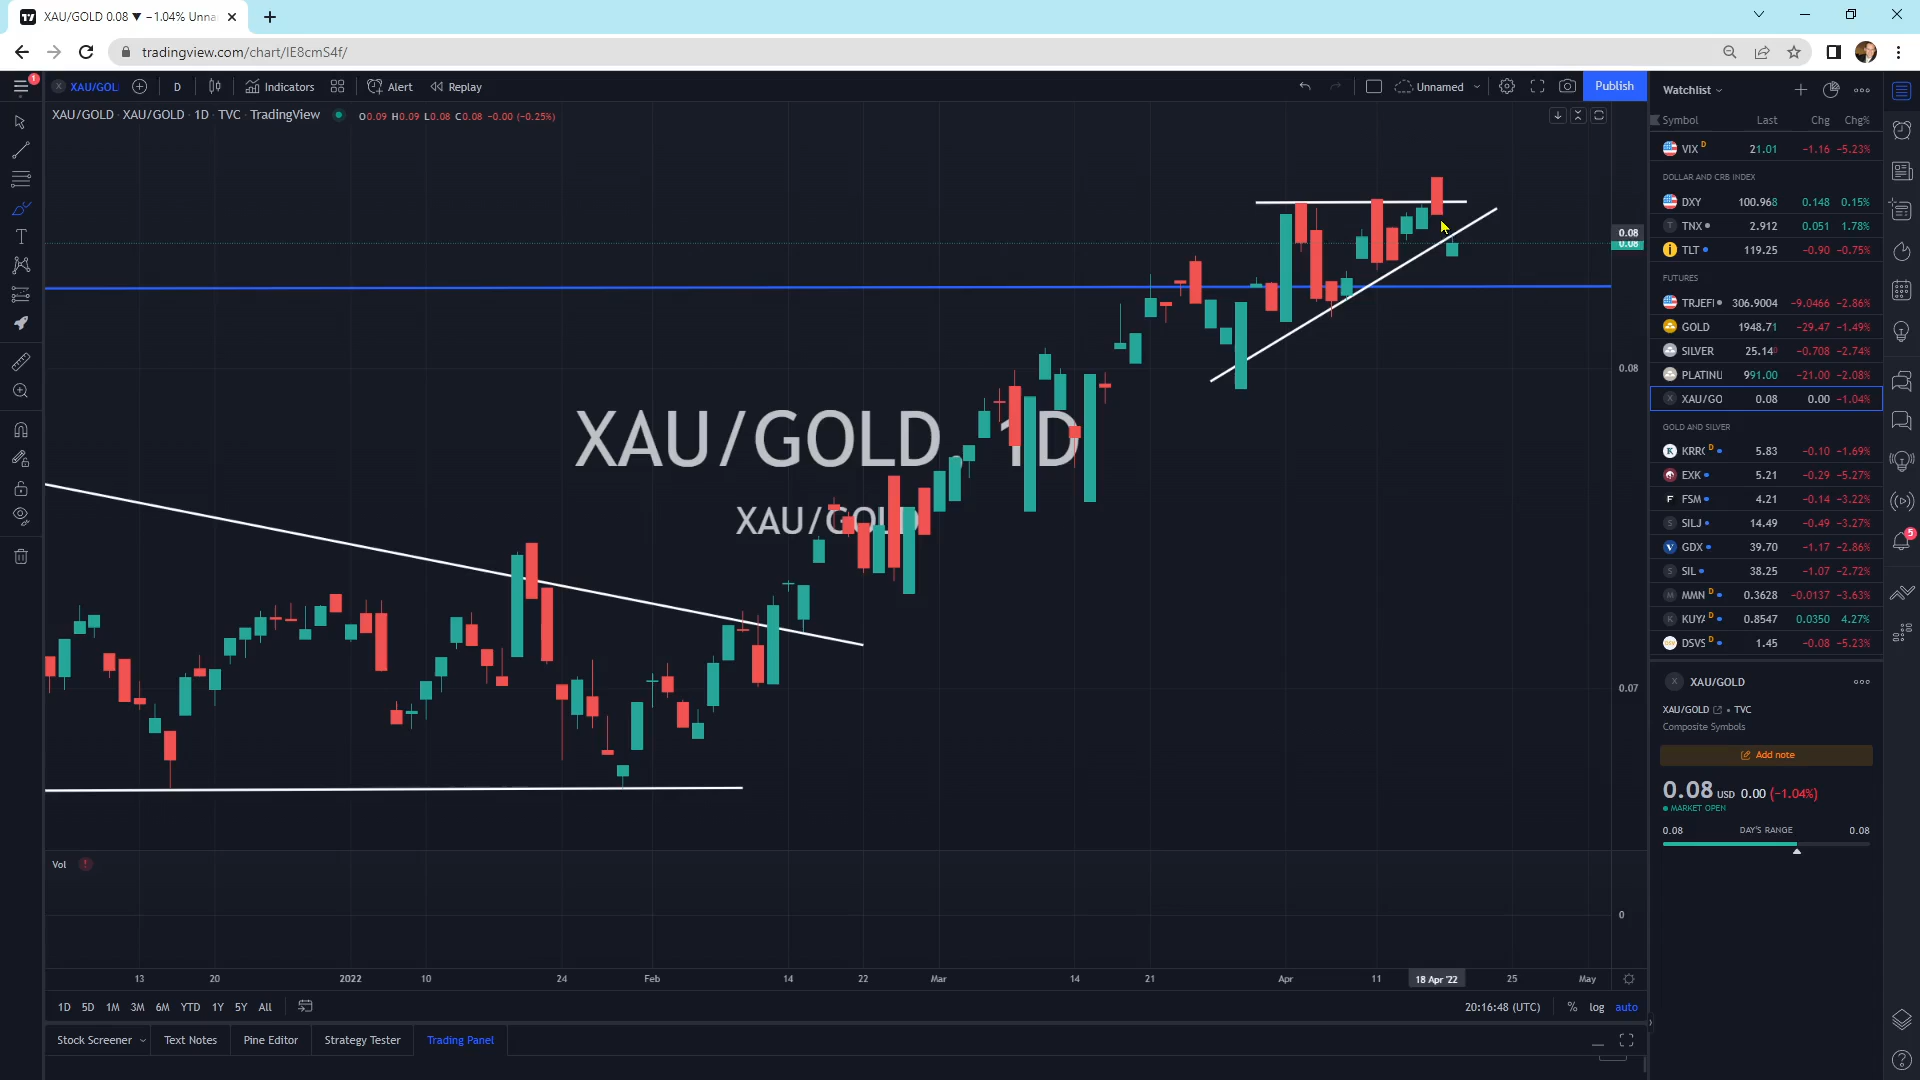 XAU/GOLD 0.08 ▼ −1.04% Unna
tradingview.com/chart/IE8cmS4f/
1
XAU/GOL
D
Indicators
Alert
Replay
Unnamed
Publish
XAU/GOLD · XAU/GOLD · 1D · TVC · TradingView
O0.09 H0.09 L0.08 C0.08 −0.00 (−0.25%)
XAU/GOLD, 1D
XAU/GOLD
0.08
0.08
0.08
0.07
Vol
0
13 20 2022 10 24 Feb 14 22 Mar 14 21 Apr 11 18 Apr '22 25 May
1D 5D 1M 3M 6M YTD 1Y 5Y All
20:16:48 (UTC) % log auto
Stock Screener Text Notes Pine Editor Strategy Tester Trading Panel
Watchlist
Symbol Last Chg Chg%
VIX D 21.01 −1.16 −5.23%
DOLLAR AND CRB INDEX
DXY 100.968 0.148 0.15%
TNX 2.912 0.051 1.78%
TLT 119.25 −0.90 −0.75%
FUTURES
TRJEFI 306.9004 −9.0466 −2.86%
GOLD 1948.71 −29.47 −1.49%
SILVER 25.14 −0.708 −2.74%
PLATINU 991.00 −21.00 −2.08%
XAU/GO 0.08 0.00 −1.04%
GOLD AND SILVER
KRRC D 5.83 −0.10 −1.69%
EXK 5.21 −0.29 −5.27%
FSM 4.21 −0.14 −3.22%
SILJ 14.49 −0.49 −3.27%
GDX 39.70 −1.17 −2.86%
SIL 38.25 −1.07 −2.72%
MMN D 0.3628 −0.0137 −3.63%
KUYA D 0.8547 0.0350 4.27%
DSVS D 1.45 −0.08 −5.23%
XAU/GOLD
XAU/GOLD • TVC
Composite Symbols
Add note
0.08 USD 0.00 (−1.04%)
MARKET OPEN
0.08 DAY'S RANGE 0.08
5